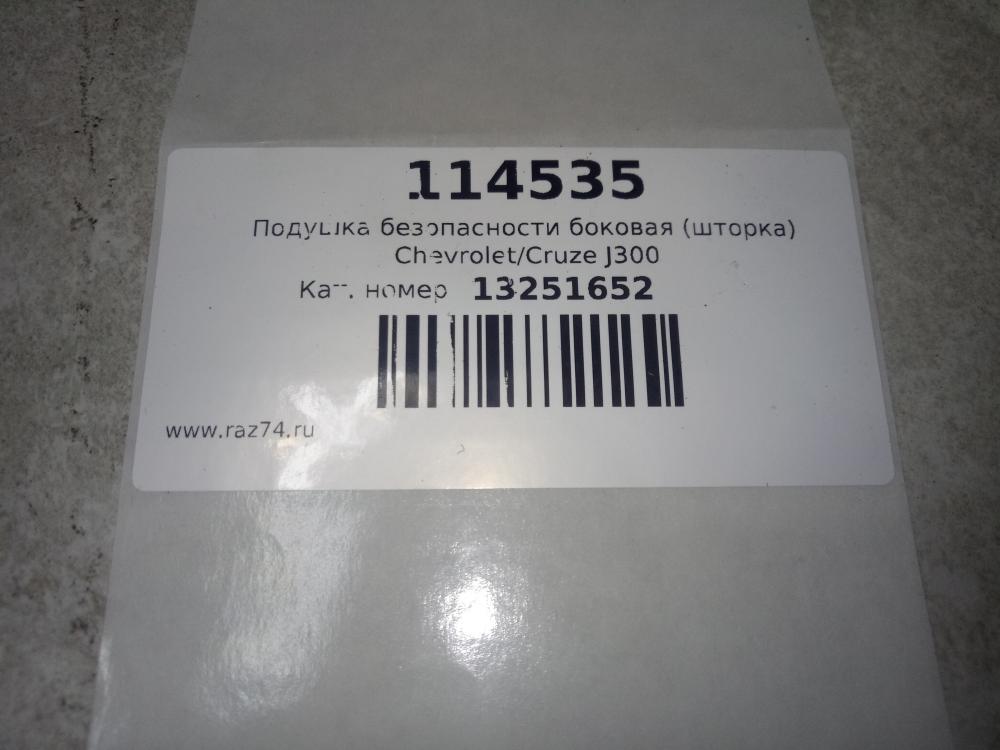 114535
Подушка безопасности боковая (шторка)
Chevrolet/Cruze J300
Кат. номер 13251652
www.raz74.ru